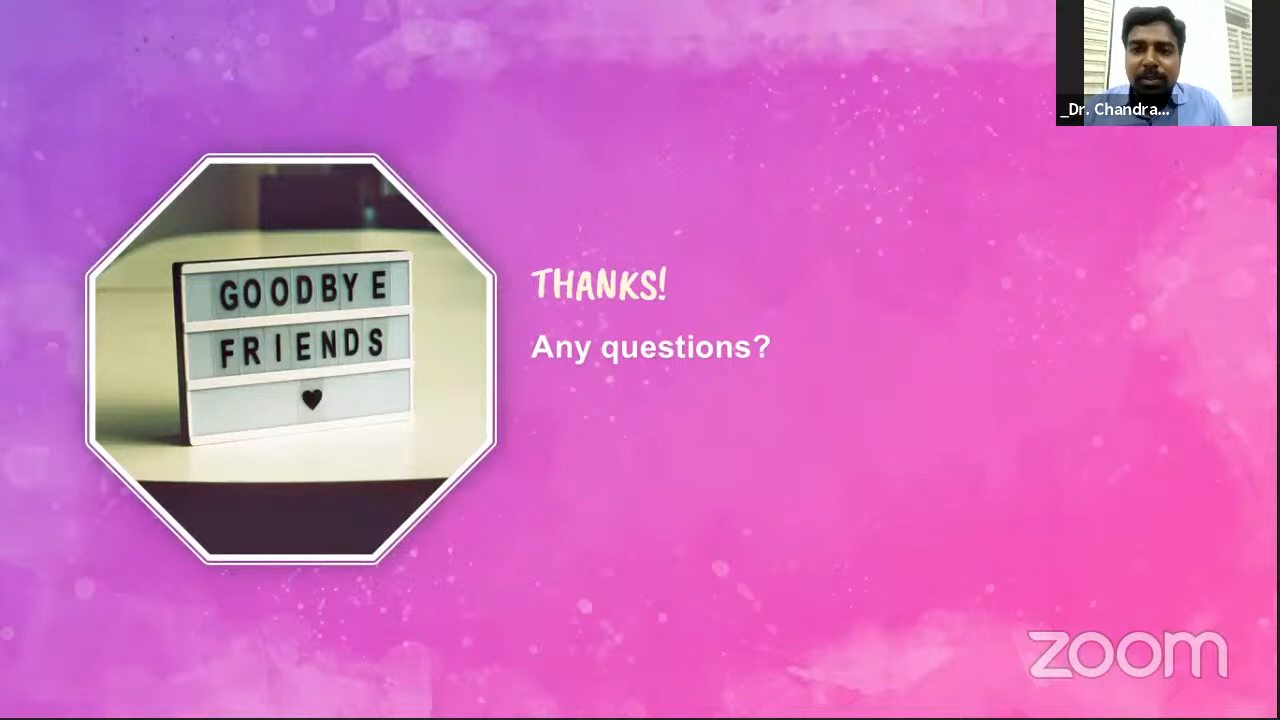 _Dr. Chandra...
GOODBYE
FRIENDS
THANKS!
Any questions?
zoom